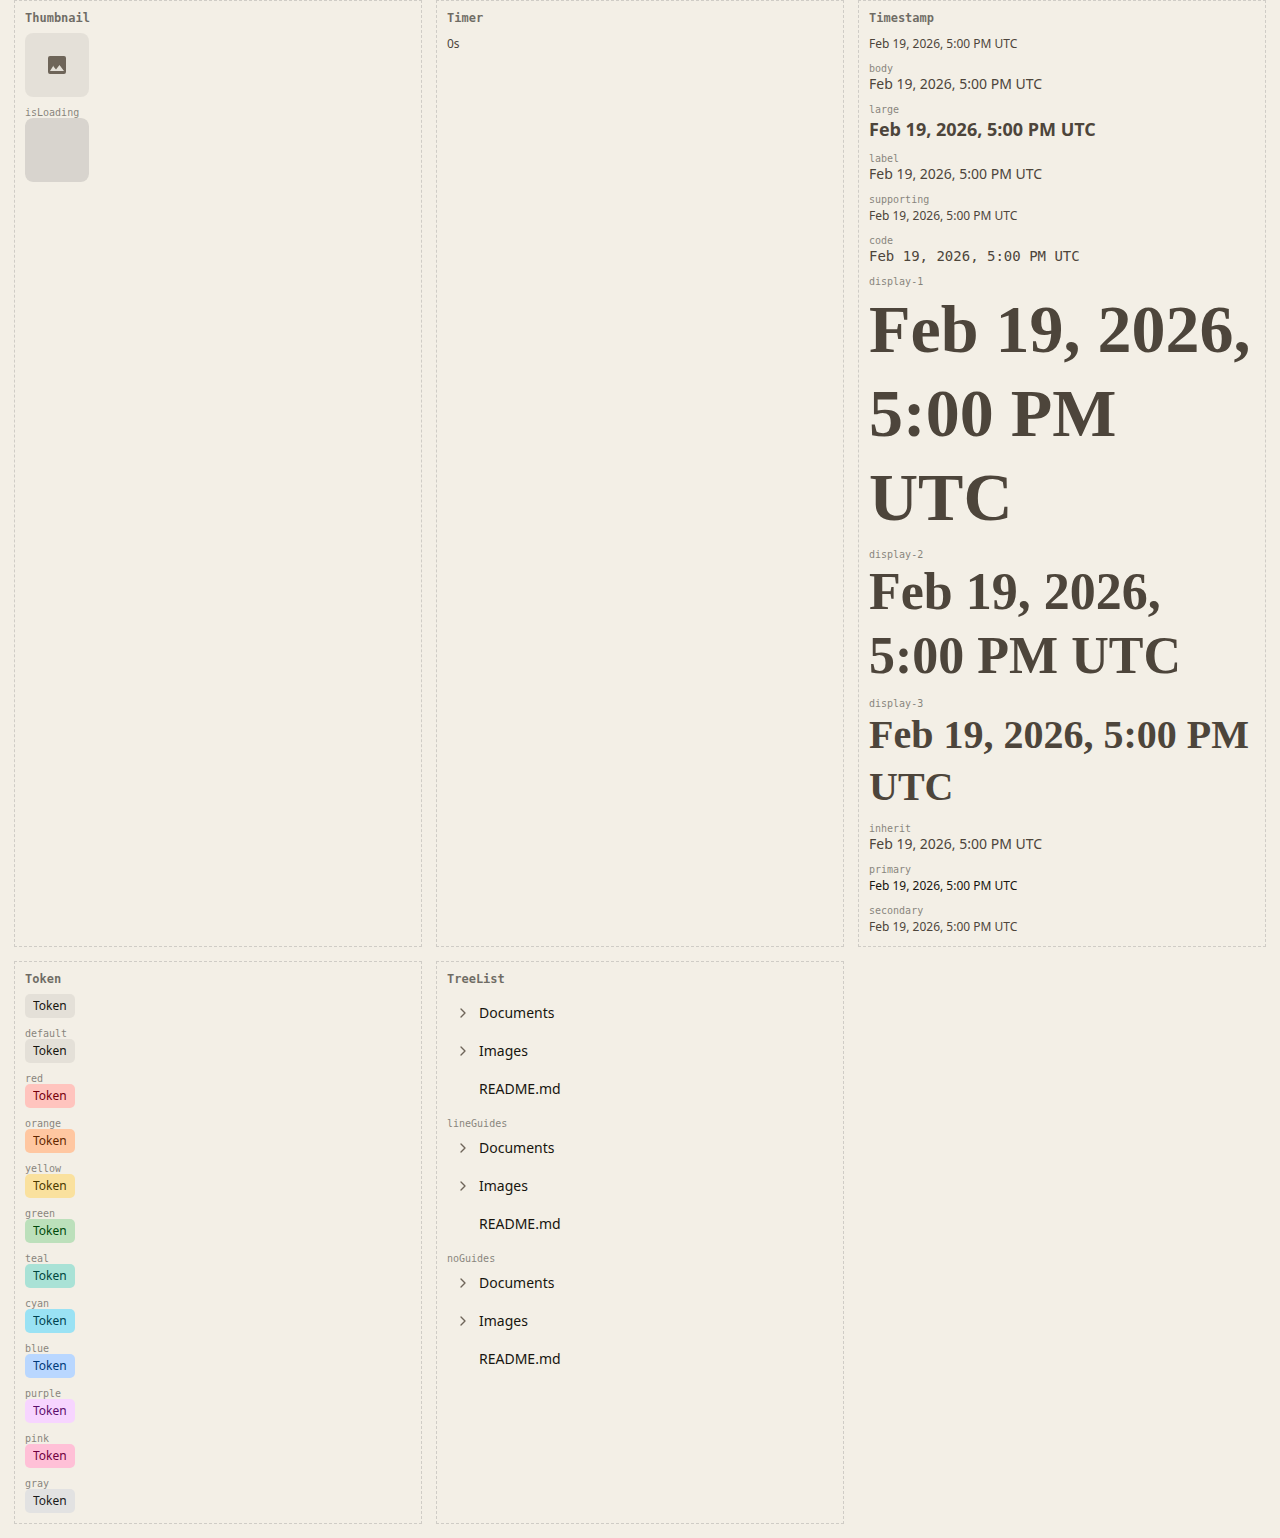 Thumbnail
isLoading
Timer
0s
Timestamp
Feb 19, 2026, 5:00 PM UTC
body
Feb 19, 2026, 5:00 PM UTC
large
Feb 19, 2026, 5:00 PM UTC
label
Feb 19, 2026, 5:00 PM UTC
supporting
Feb 19, 2026, 5:00 PM UTC
code
Feb 19, 2026, 5:00 PM UTC
display-1
Feb 19, 2026,
5:00 PM
UTC
display-2
Feb 19, 2026,
5:00 PM UTC
display-3
Feb 19, 2026, 5:00 PM
UTC
inherit
Feb 19, 2026, 5:00 PM UTC
primary
Feb 19, 2026, 5:00 PM UTC
secondary
Feb 19, 2026, 5:00 PM UTC
Token
Token
default
Token
red
Token
orange
Token
yellow
Token
green
Token
teal
Token
cyan
Token
blue
Token
purple
Token
pink
Token
gray
Token
TreeList
Documents
Images
README.md
lineGuides
Documents
Images
README.md
noGuides
Documents
Images
README.md